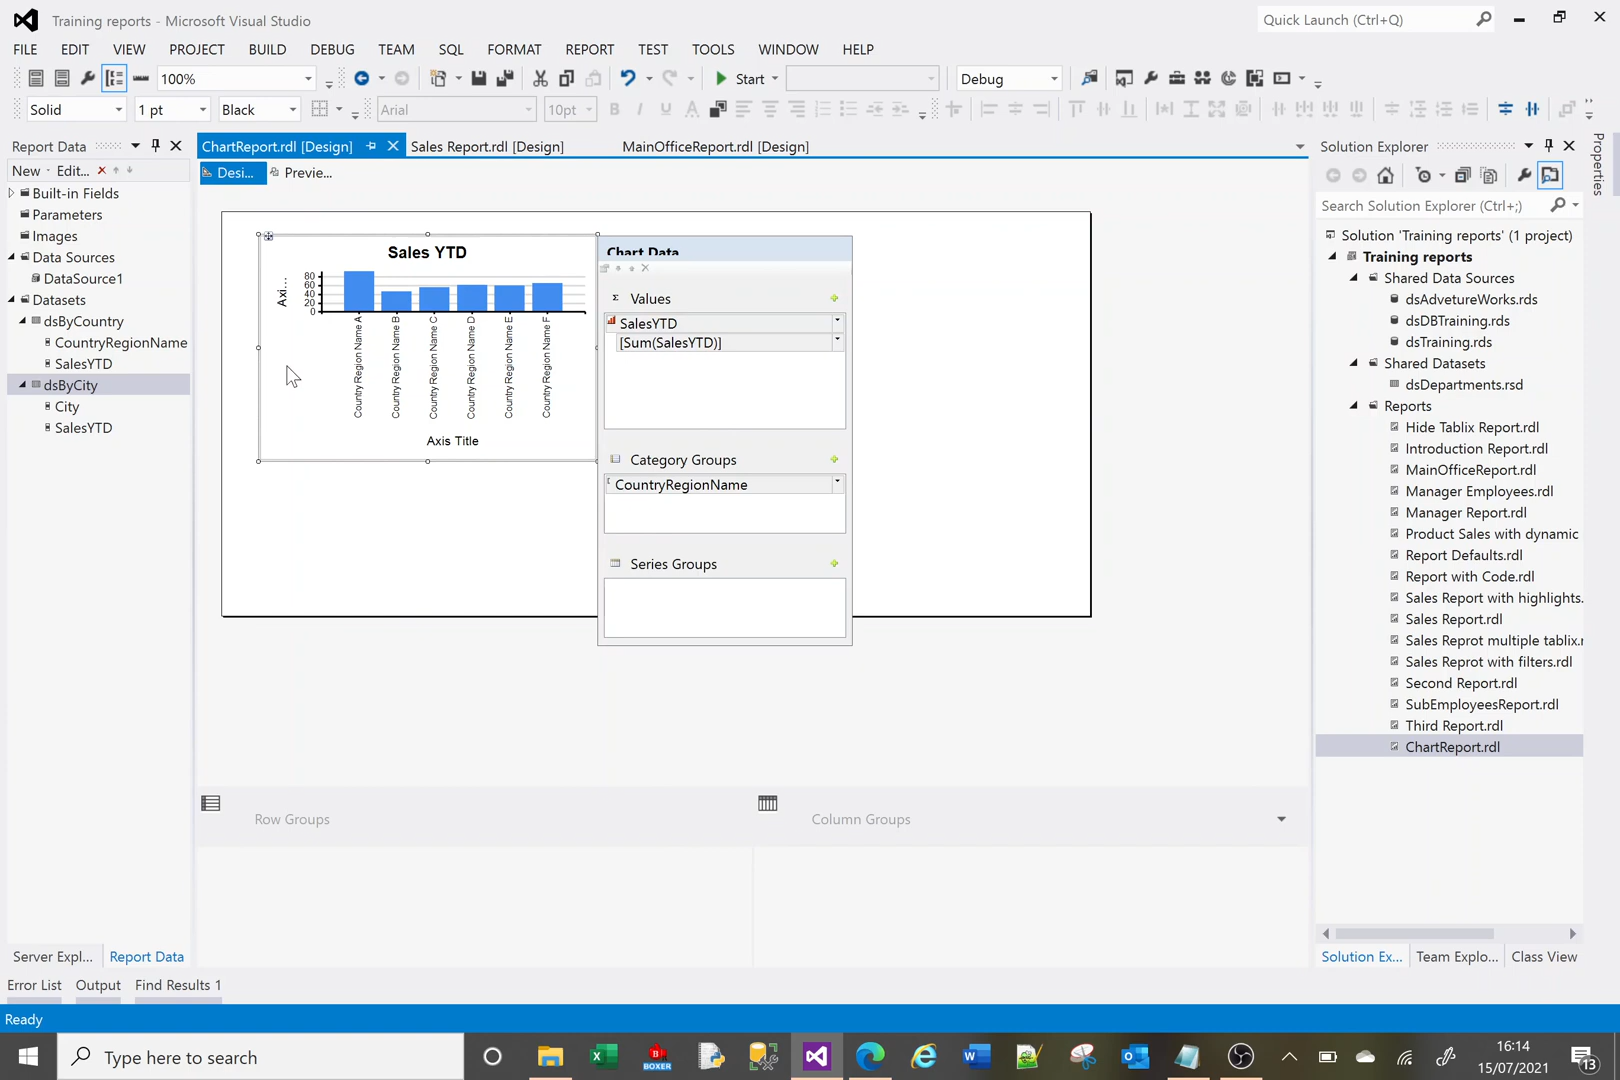 Training reports - Microsoft Visual Studio
Quick Launch (Ctrl+Q)
FILE EDIT VIEW PROJECT BUILD DEBUG TEAM SQL FORMAT REPORT TEST TOOLS WINDOW HELP
100% Start Debug
Solid 1 pt Black Arial 10pt B I U A
Report Data
New Edit...
Built-in Fields
Parameters
Images
Data Sources
DataSource1
Datasets
dsByCountry
CountryRegionName
SalesYTD
dsByCity
City
SalesYTD
ChartReport.rdl [Design] Sales Report.rdl [Design] MainOfficeReport.rdl [Design]
Desi... Previe...
Sales YTD
Axi...
80
60
40
20
0
Country Region Name A
Country Region Name B
Country Region Name C
Country Region Name D
Country Region Name E
Country Region Name F
Axis Title
Chart Data
Σ Values
SalesYTD
[Sum(SalesYTD)]
Category Groups
CountryRegionName
Series Groups
Row Groups Column Groups
Solution Explorer
Search Solution Explorer (Ctrl+;)
Solution 'Training reports' (1 project)
Training reports
Shared Data Sources
dsAdvetureWorks.rds
dsDBTraining.rds
dsTraining.rds
Shared Datasets
dsDepartments.rsd
Reports
Hide Tablix Report.rdl
Introduction Report.rdl
MainOfficeReport.rdl
Manager Employees.rdl
Manager Report.rdl
Product Sales with dynamic
Report Defaults.rdl
Report with Code.rdl
Sales Report with highlights.
Sales Report.rdl
Sales Reprot multiple tablix.r
Sales Reprot with filters.rdl
Second Report.rdl
SubEmployeesReport.rdl
Third Report.rdl
ChartReport.rdl
Properties
Server Expl... Report Data
Solution Ex... Team Explo... Class View
Error List Output Find Results 1
Ready
Type here to search
BOXER
16:14
15/07/2021
13